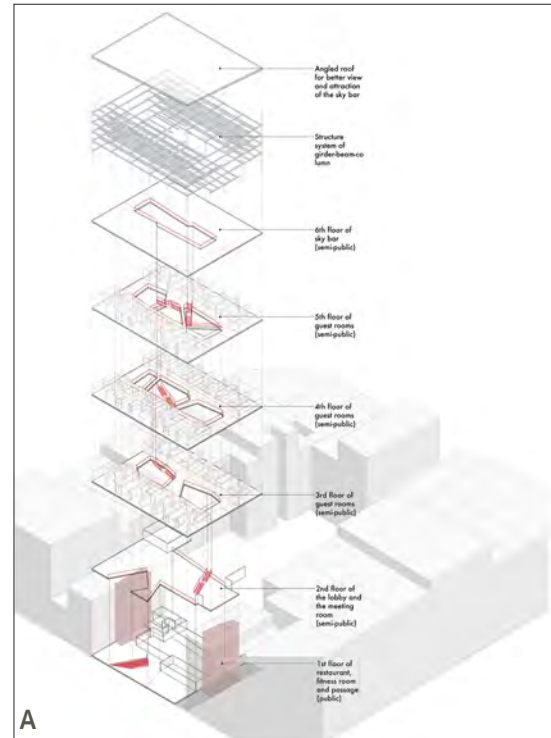 Angled roof
for better view
and attraction
of the sky bar
Structure
system of
girder-beam-co
lumn
6th floor of
sky bar
(semi-public)
5th floor of
guest rooms
(semi-public)
4th floor of
guest rooms
(semi-public)
3rd floor of
guest rooms
(semi-public)
2nd floor of
the lobby and
the meeting
room
(semi-public)
1st floor of
restaurant,
fitness room
and passage.
(public)
A